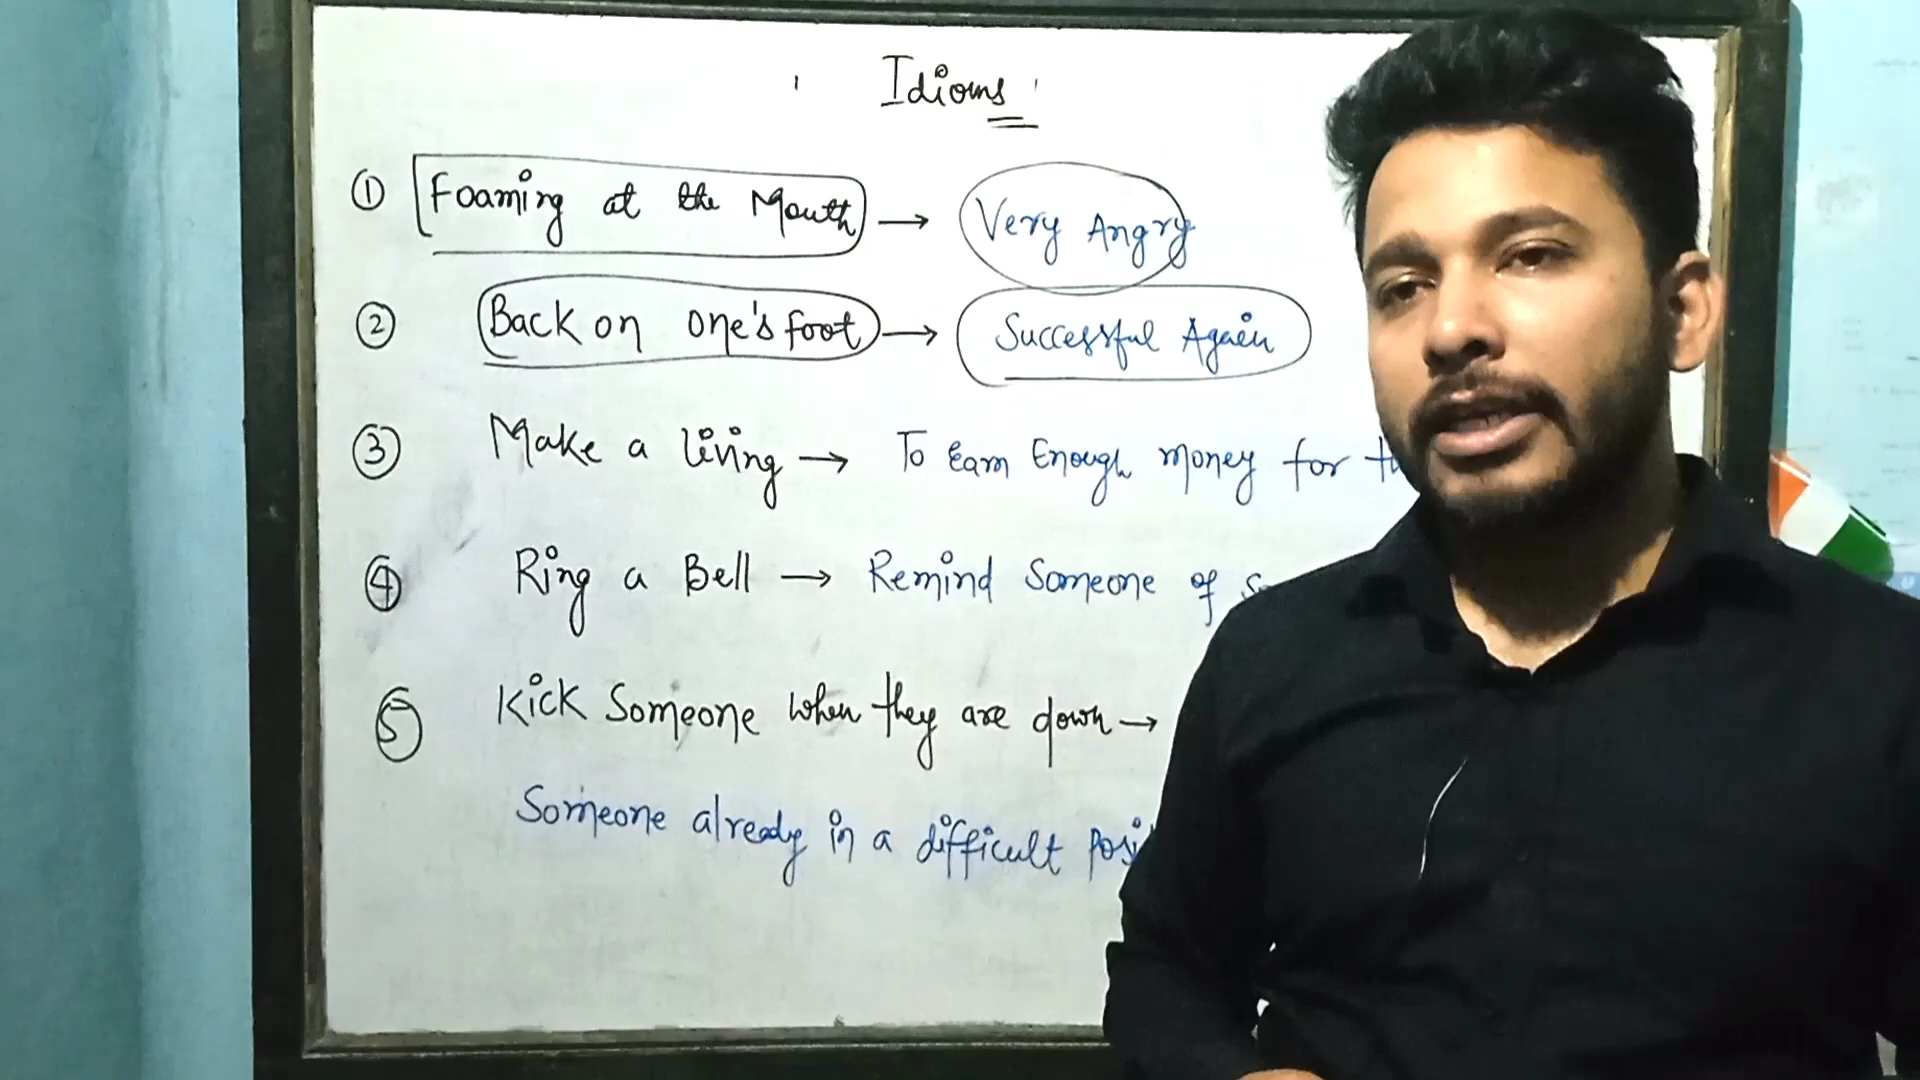 Idioms
① Foaming at the Mouth → Very Angry
② Back on one's foot → Successful Again
③ Make a living → To Earn Enough money for
④ Ring a Bell → Remind Someone of
⑤ Kick Someone when they are down →
Someone already in a difficult